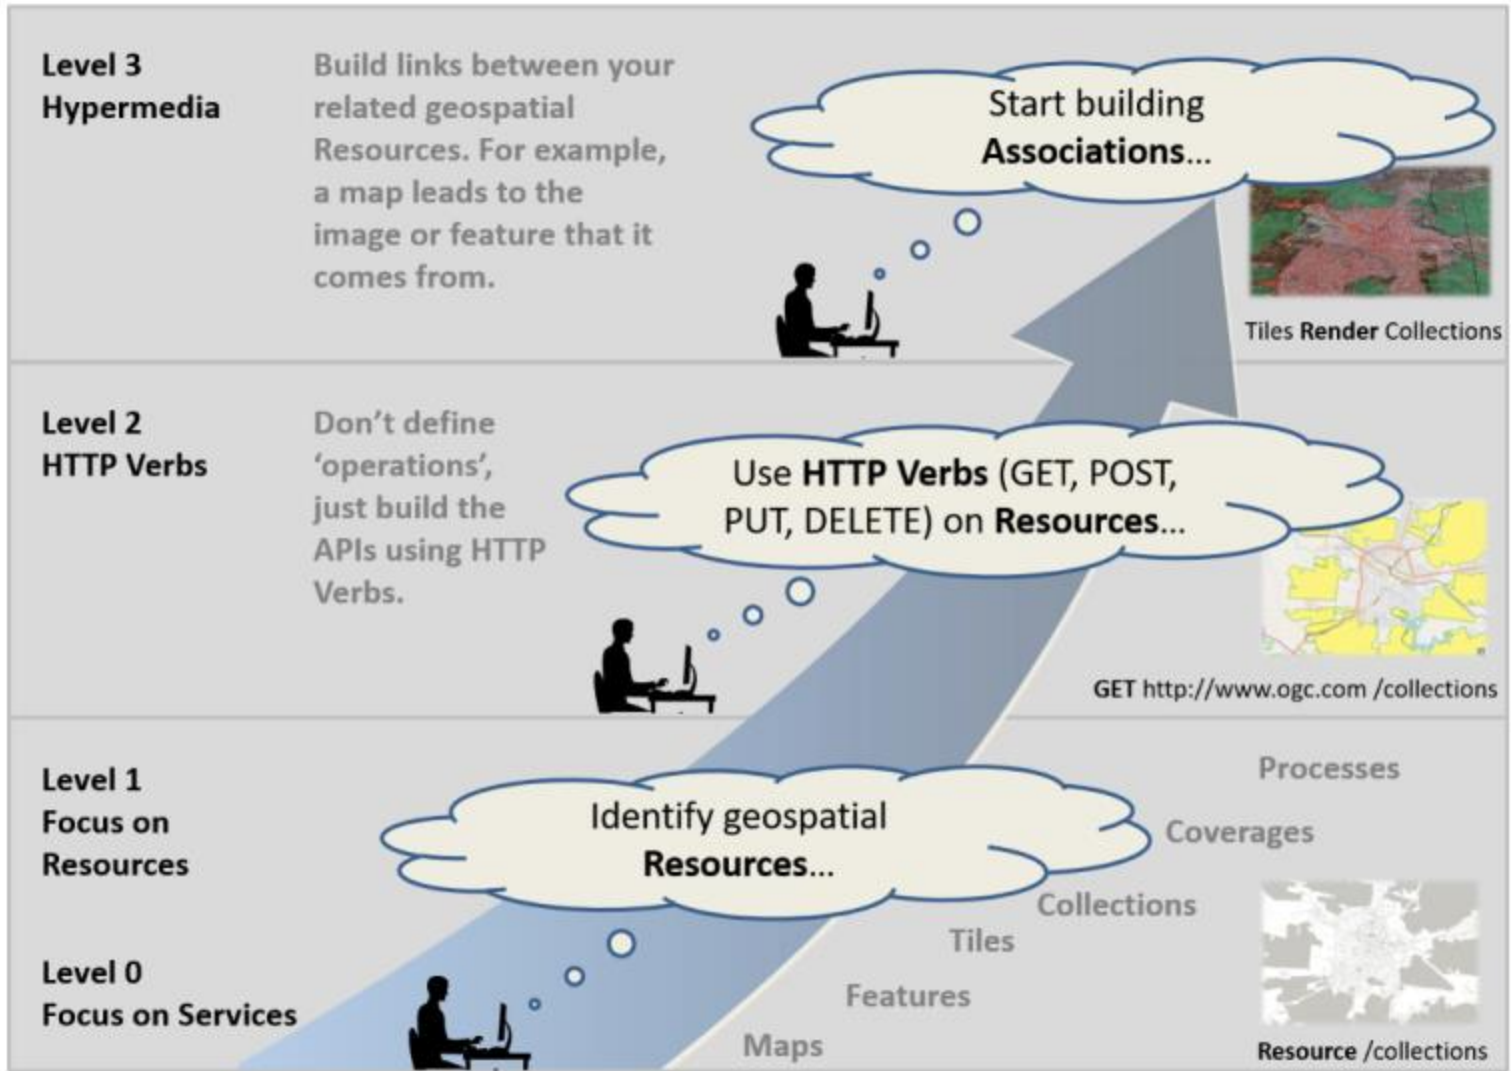 Level 3
Hypermedia
Build links between your
related geospatial
Resources. For example,
a map leads to the
image or feature that it
comes from.
Start building
Associations...
Tiles Render Collections
Level 2
HTTP Verbs
Don't define
'operations',
just build the
APIs using HTTP
Verbs.
Use HTTP Verbs (GET, POST,
PUT, DELETE) on Resources...
GET http://www.ogc.com /collections
Level 1
Focus on
Resources
Identify geospatial
Resources...
Processes
Coverages
Collections
Tiles
Features
Maps
Level 0
Focus on Services
Resource /collections